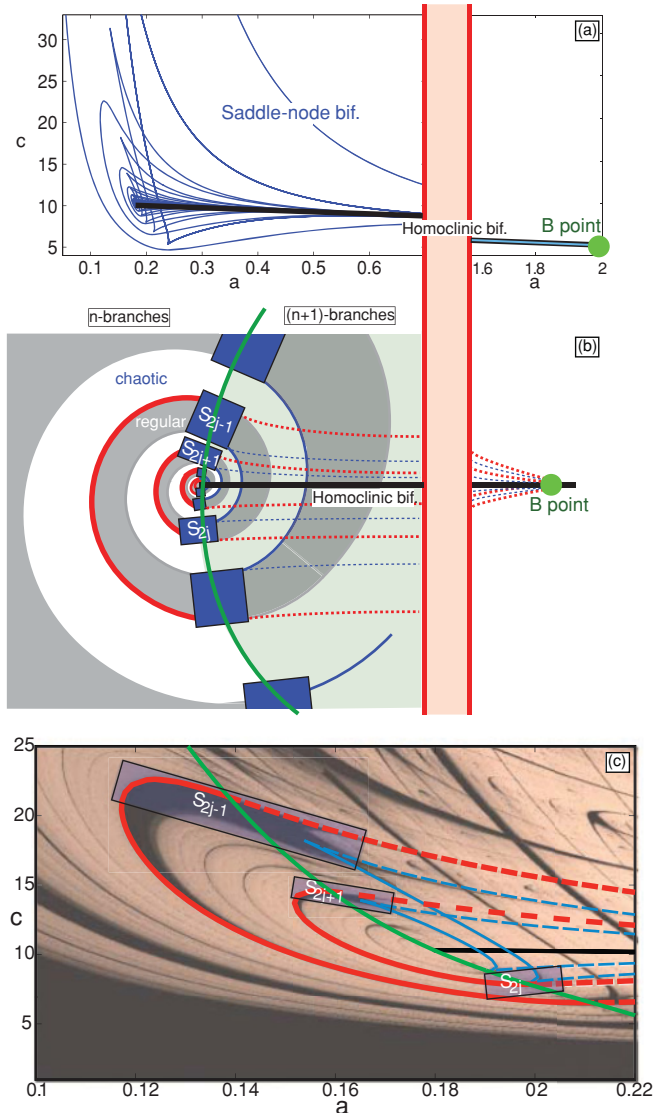 (a)
30
25
c 20
15
10
5
Saddle-node bif.
Homoclinic bif.
B point
0.1 0.2 0.3 0.4 0.5 0.6 0.7 1.6 1.8 2
a a
n-branches (n+1)-branches (b)
chaotic
regular
S2j-1
S2j+1
Homoclinic bif.
B point
S2j
25
(c)
20
S2j-1
15
S2j+1
c
10
S2j
5
0.1 0.12 0.14 0.16 0.18 0.2 0.22
a